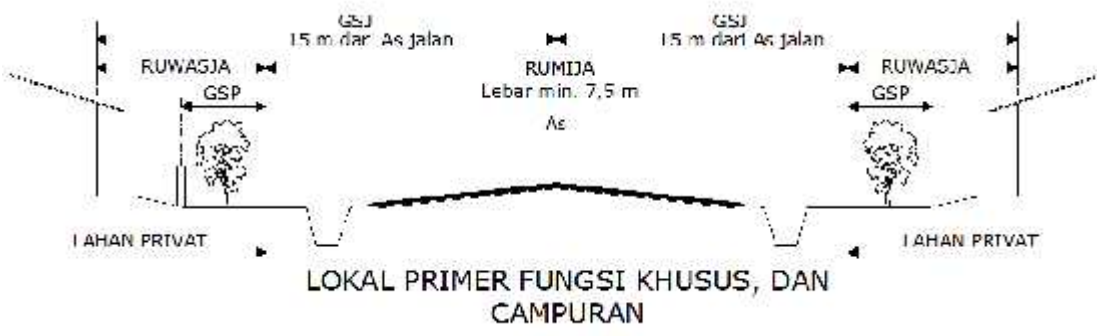 GSJ
15 m dari As jalan
GSJ
15 m dari As jalan
RUWASJA
RUMIJA
RUWASJA
GSP
Lebar min. 7,5 m
GSP
As
LAHAN PRIVAT
LAHAN PRIVAT
LOKAL PRIMER FUNGSI KHUSUS, DAN
CAMPURAN